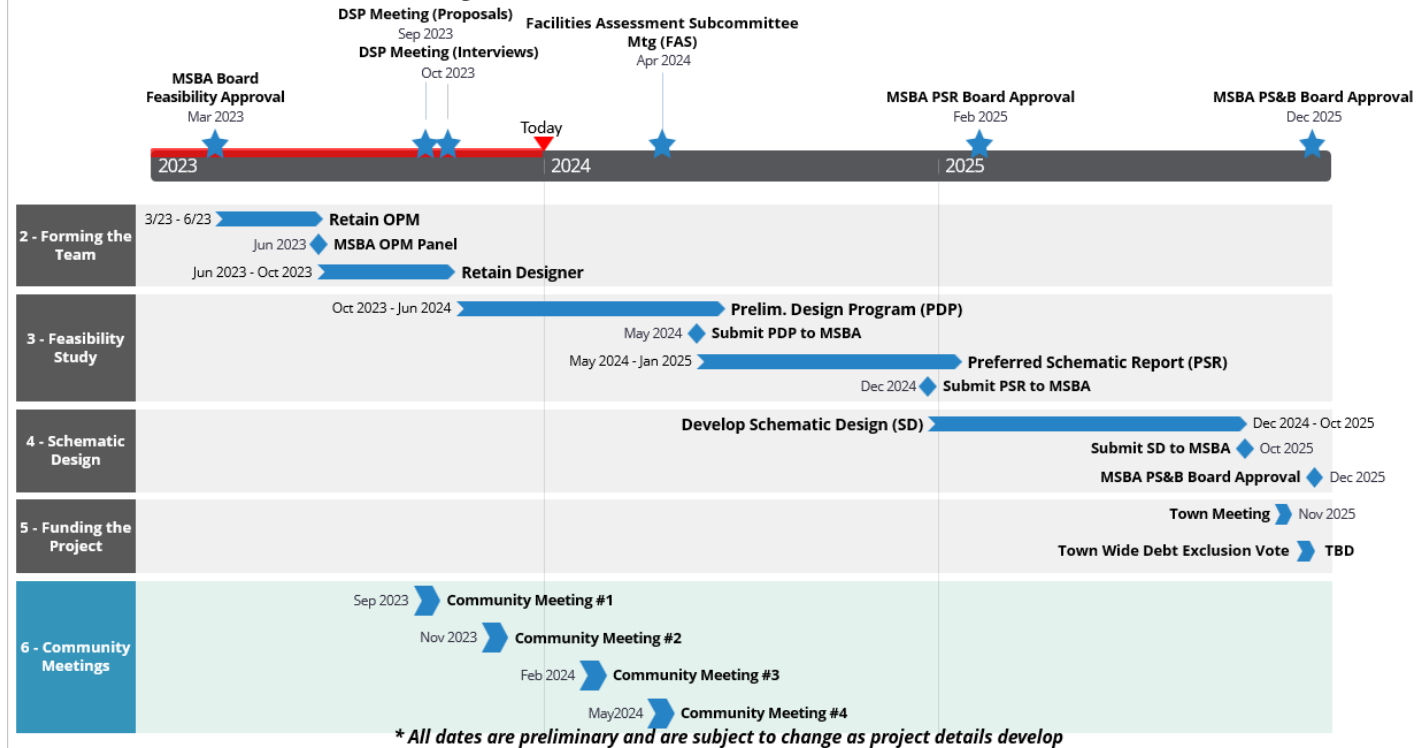 DSP Meeting (Proposals)
Sep 2023
DSP Meeting (Interviews)
Oct 2023
Facilities Assessment Subcommittee
Mtg (FAS)
Apr 2024
MSBA Board
Feasibility Approval
Mar 2023
MSBA PSR Board Approval
Feb 2025
MSBA PS&B Board Approval
Dec 2025
Today
2023
2024
2025
2 - Forming the
Team
3/23 - 6/23 Retain OPM
Jun 2023 MSBA OPM Panel
Jun 2023 - Oct 2023 Retain Designer
3 - Feasibility
Study
Oct 2023 - Jun 2024 Prelim. Design Program (PDP)
May 2024 Submit PDP to MSBA
May 2024 - Jan 2025 Preferred Schematic Report (PSR)
Dec 2024 Submit PSR to MSBA
4 - Schematic
Design
Develop Schematic Design (SD) Dec 2024 - Oct 2025
Submit SD to MSBA Oct 2025
MSBA PS&B Board Approval Dec 2025
5 - Funding the
Project
Town Meeting Nov 2025
Town Wide Debt Exclusion Vote TBD
6 - Community
Meetings
Sep 2023 Community Meeting #1
Nov 2023 Community Meeting #2
Feb 2024 Community Meeting #3
May2024 Community Meeting #4
* All dates are preliminary and are subject to change as project details develop